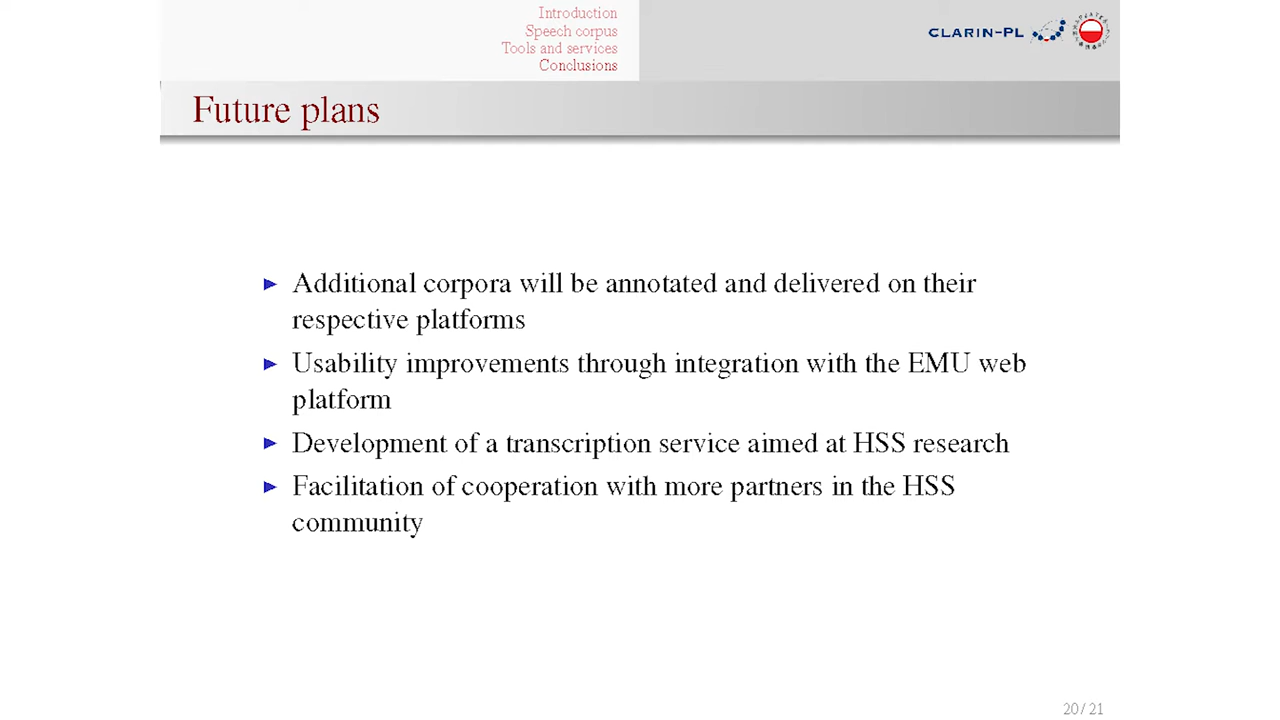 Introduction
Speech corpus
Tools and services
Conclusions
CLARIN-PL
Future plans
Additional corpora will be annotated and delivered on their
respective platforms
Usability improvements through integration with the EMU web
platform
Development of a transcription service aimed at HSS research
Facilitation of cooperation with more partners in the HSS
community
20/21